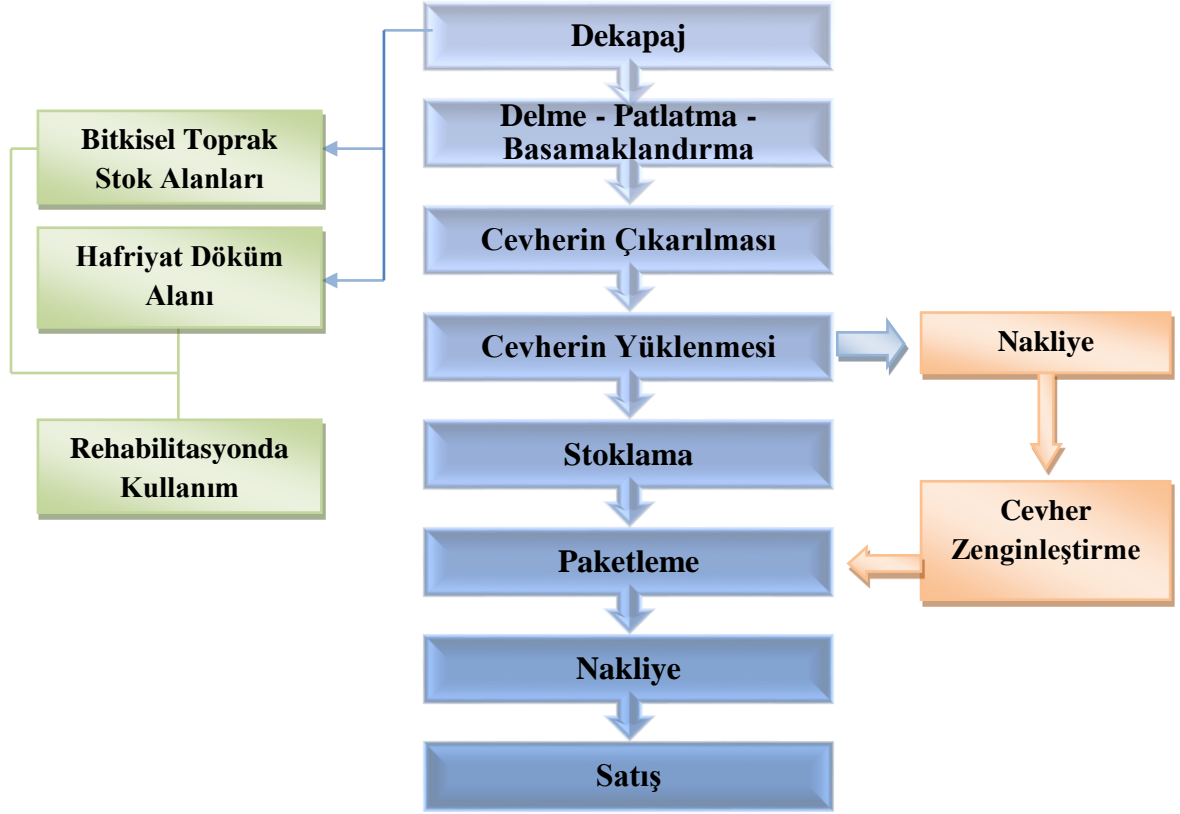 Dekapaj
Delme - Patlatma -
Basamaklandırma
Bitkisel Toprak
Stok Alanları
Cevherin Çıkarılması
Hafriyat Döküm
Alanı
Cevherin Yüklenmesi
Nakliye
Rehabilitasyonda
Kullanım
Stoklama
Cevher
Zenginleştirme
Paketleme
Nakliye
Satış